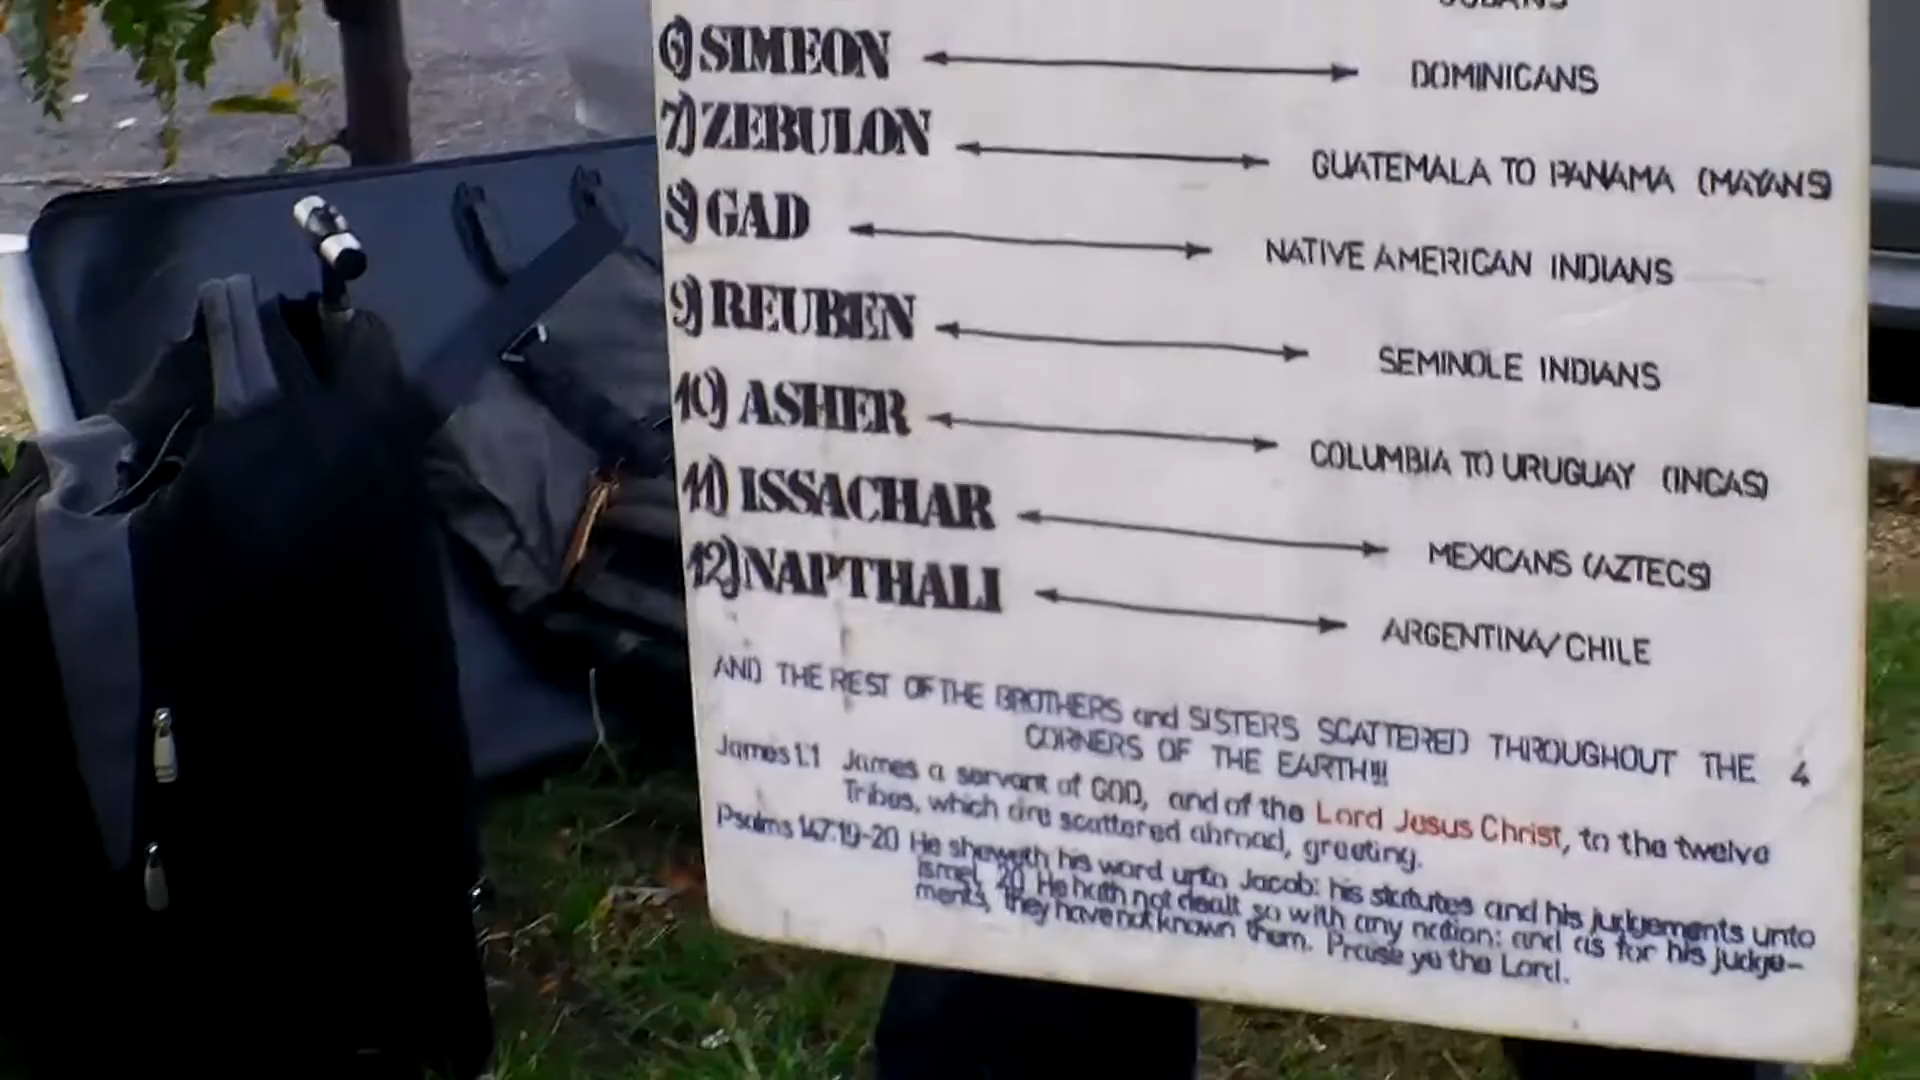 CUBANS
6) SIMEON DOMINICANS
7) ZEBULON GUATEMALA TO PANAMA (MAYANS)
8) GAD NATIVE AMERICAN INDIANS
9) REUBEN SEMINOLE INDIANS
10) ASHER COLUMBIA TO URUGUAY (INCAS)
11) ISSACHAR MEXICANS (AZTECS)
12) NAPTHALI ARGENTINA/CHILE
AND THE REST OF THE BROTHERS and SISTERS SCATTERED THROUGHOUT THE 4
CORNERS OF THE EARTH!!!
James 1:1 James a servant of GOD, and of the Lord Jesus Christ, to the twelve
Tribes, which are scattered abroad, greeting.
Psalms 147:19-20 He sheweth his word unto Jacob: his statutes and his judgements unto
Israel. 20 He hath not dealt so with any nation: and as for his judge-
ments, they have not known them. Praise ye the Lord.